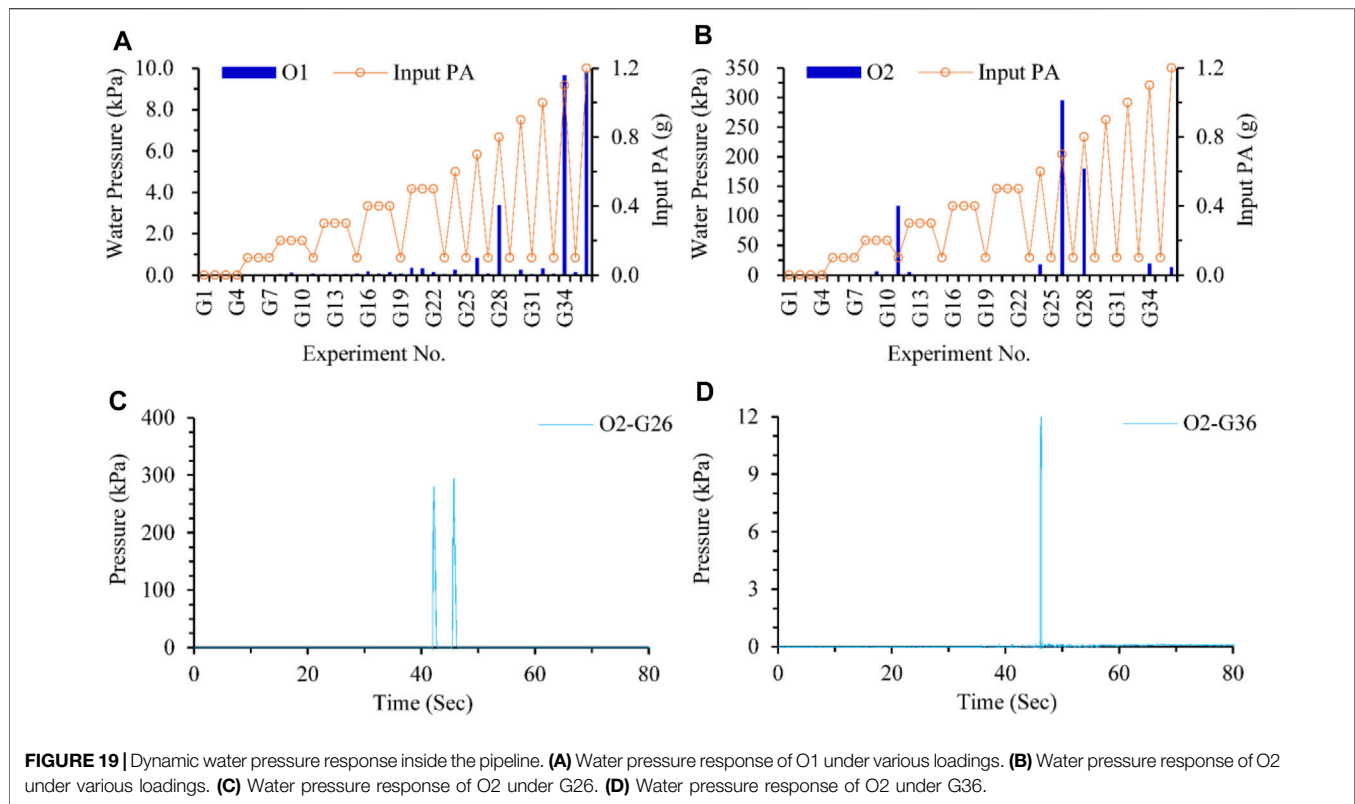 A
O1 Input PA
Water Pressure (kPa)
10.0
8.0
6.0
4.0
2.0
0.0
1.2
0.8
0.4
0.0
Input PA (g)
G1 G4 G7 G10 G13 G16 G19 G22 G25 G28 G31 G34
Experiment No.
B
O2 Input PA
Water Pressure (kPa)
350
300
250
200
150
100
50
0
1.2
0.8
0.4
0.0
Input PA (g)
G1 G4 G7 G10 G13 G16 G19 G22 G25 G28 G31 G34
Experiment No.
C
O2-G26
Pressure (kPa)
400
300
200
100
0
0 20 40 60 80
Time (Sec)
D
O2-G36
Pressure (kPa)
12
9
6
3
0
0 20 40 60 80
Time (Sec)
FIGURE 19 | Dynamic water pressure response inside the pipeline. (A) Water pressure response of O1 under various loadings. (B) Water pressure response of O2
under various loadings. (C) Water pressure response of O2 under G26. (D) Water pressure response of O2 under G36.